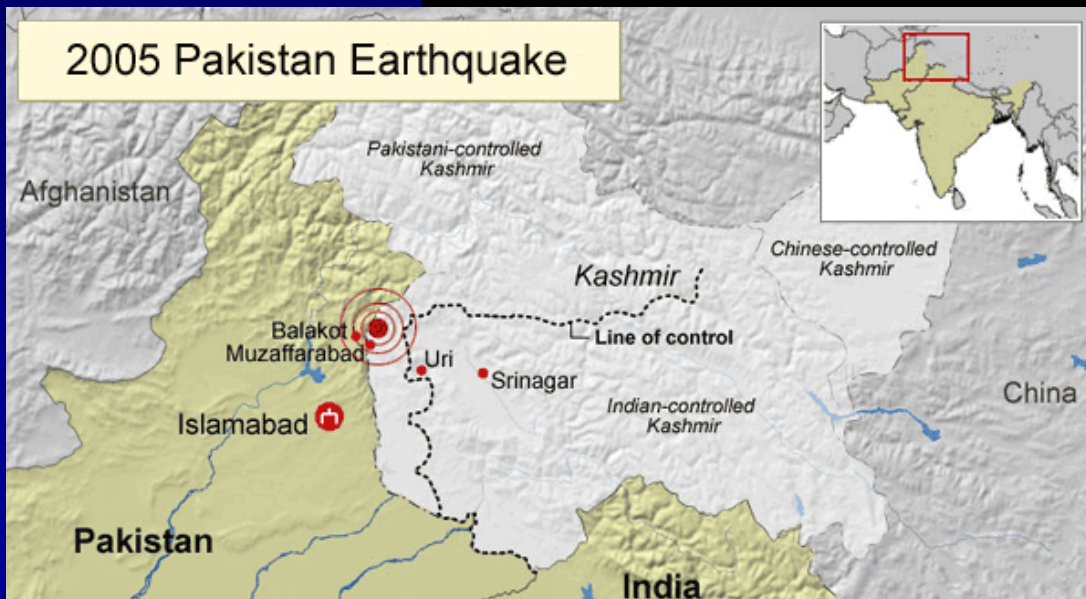 2005 Pakistan Earthquake
Pakistani-controlled
Kashmir
Afghanistan
Chinese-controlled
Kashmir
Kashmir
Balakot
Line of control
Muzaffarabad
Uri
Srinagar
China
Indian-controlled
Kashmir
Islamabad
Pakistan
India